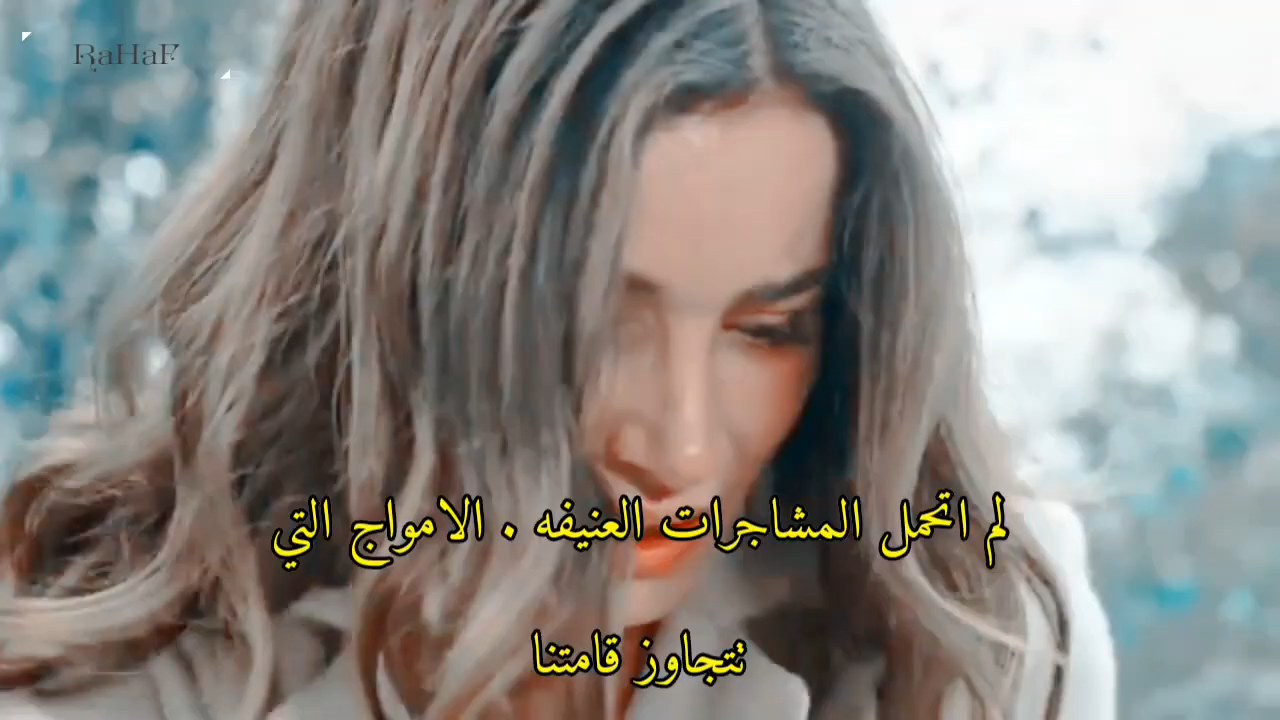 RaHaF
لم اتحمل المشاجرات العنيفه . الامواج التي
تتجاوز قامتنا